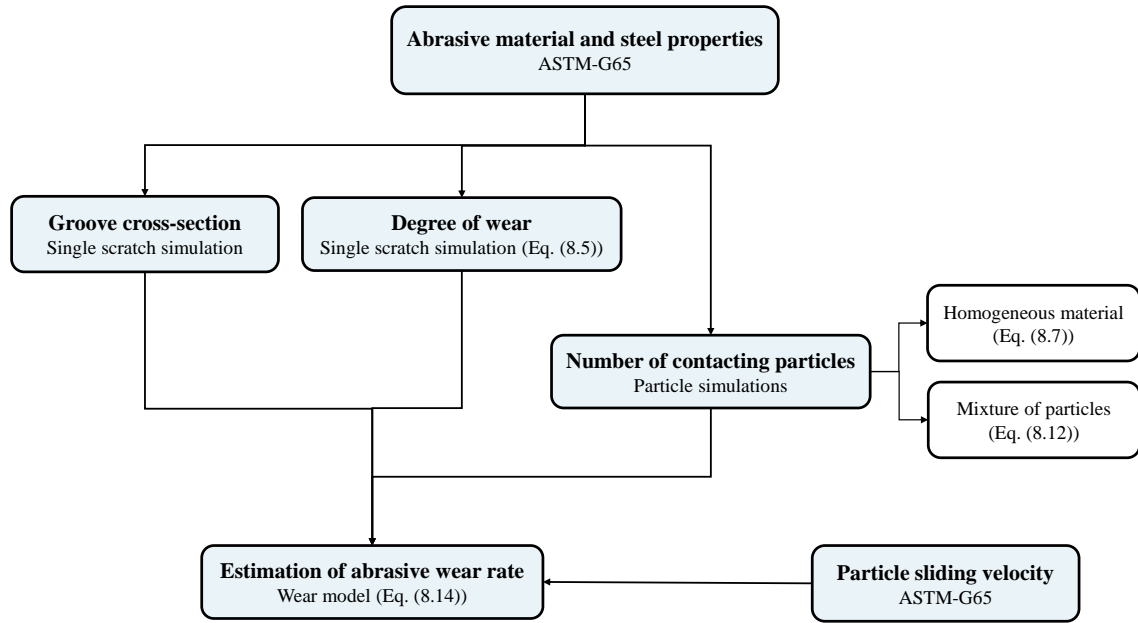 Abrasive material and steel properties
ASTM-G65
Groove cross-section
Single scratch simulation
Degree of wear
Single scratch simulation (Eq. (8.5))
Number of contacting particles
Particle simulations
Homogeneous material
(Eq. (8.7))
Mixture of particles
(Eq. (8.12))
Estimation of abrasive wear rate
Wear model (Eq. (8.14))
Particle sliding velocity
ASTM-G65